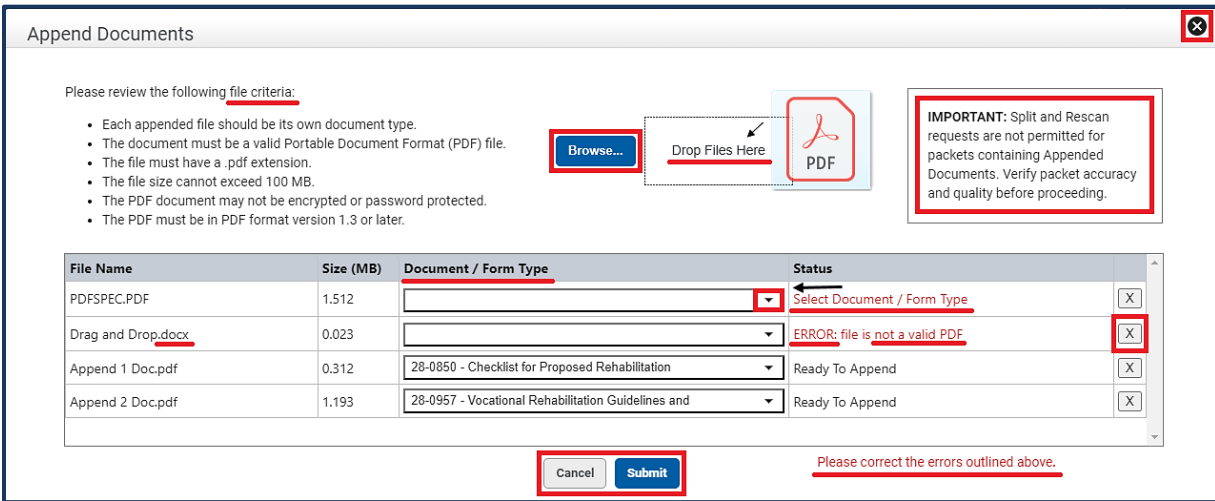 Append Documents
Please review the following file criteria:
• Each appended file should be its own document type.
• The document must be a valid Portable Document Format (PDF) file.
• The file must have a .pdf extension.
• The file size cannot exceed 100 MB.
• The PDF document may not be encrypted or password protected.
• The PDF must be in PDF format version 1.3 or later.
Browse...
Drop Files Here
PDF
IMPORTANT: Split and Rescan
requests are not permitted for
packets containing Appended
Documents. Verify packet accuracy
and quality before proceeding.
File Name Size (MB) Document / Form Type Status
PDFSPEC.PDF 1.512 Select Document / Form Type X
Drag and Drop.docx 0.023 ERROR: file is not a valid PDF X
Append 1 Doc.pdf 0.312 28-0850 - Checklist for Proposed Rehabilitation Ready To Append X
Append 2 Doc.pdf 1.193 28-0957 - Vocational Rehabilitation Guidelines and Ready To Append X
Cancel Submit
Please correct the errors outlined above.